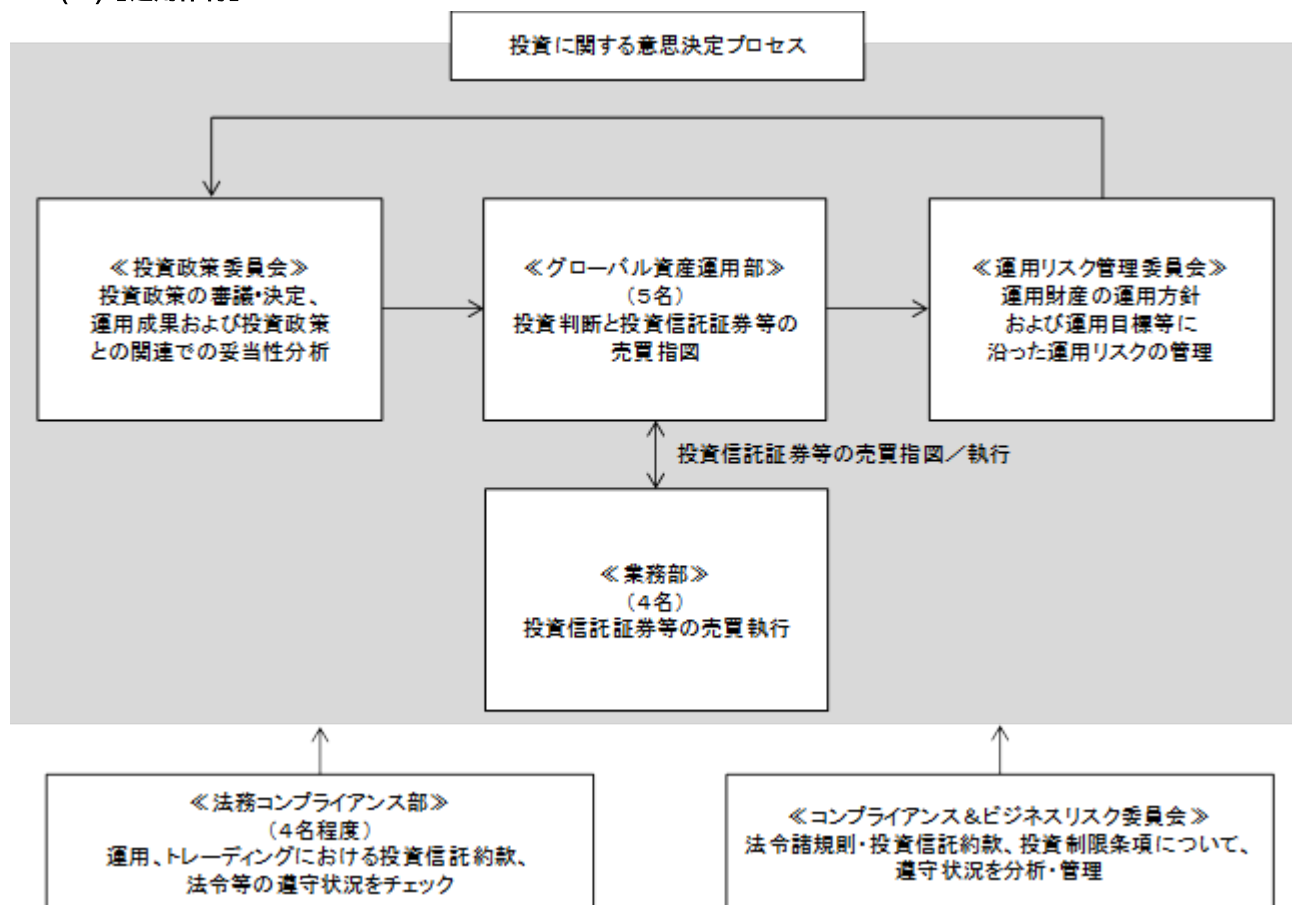 投資に関する意思決定プロセス
≪投資政策委員会≫
投資政策の審議・決定、
運用成果および投資政策
との関連での妥当性分析
≪グローバル資産運用部≫
（5名）
投資判断と投資信託証券等の
売買指図
≪運用リスク管理委員会≫
運用財産の運用方針
および運用目標等に
沿った運用リスクの管理
投資信託証券等の売買指図／執行
≪業務部≫
（4名）
投資信託証券等の売買執行
≪法務コンプライアンス部≫
（4名程度）
運用、トレーディングにおける投資信託約款、
法令等の遵守状況をチェック
≪コンプライアンス＆ビジネスリスク委員会≫
法令諸規則・投資信託約款、投資制限条項について、
遵守状況を分析・管理